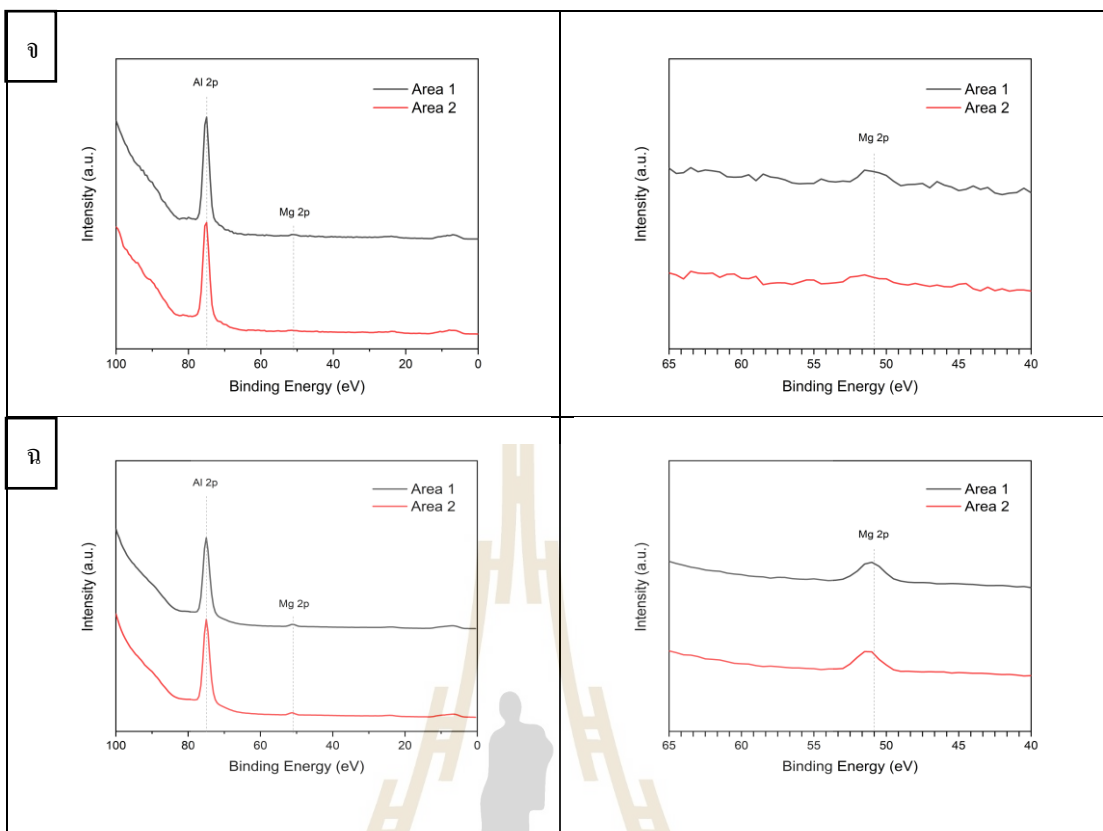 จ
Al 2p
Mg 2p
Area 1
Area 2
Intensity (a.u.)
100 80 60 40 20 0
Binding Energy (eV)
Mg 2p
Area 1
Area 2
Intensity (a.u.)
65 60 55 50 45 40
Binding Energy (eV)
ฉ
Al 2p
Mg 2p
Area 1
Area 2
Intensity (a.u.)
100 80 60 40 20 0
Binding Energy (eV)
Mg 2p
Area 1
Area 2
Intensity (a.u.)
65 60 55 50 45 40
Binding Energy (eV)